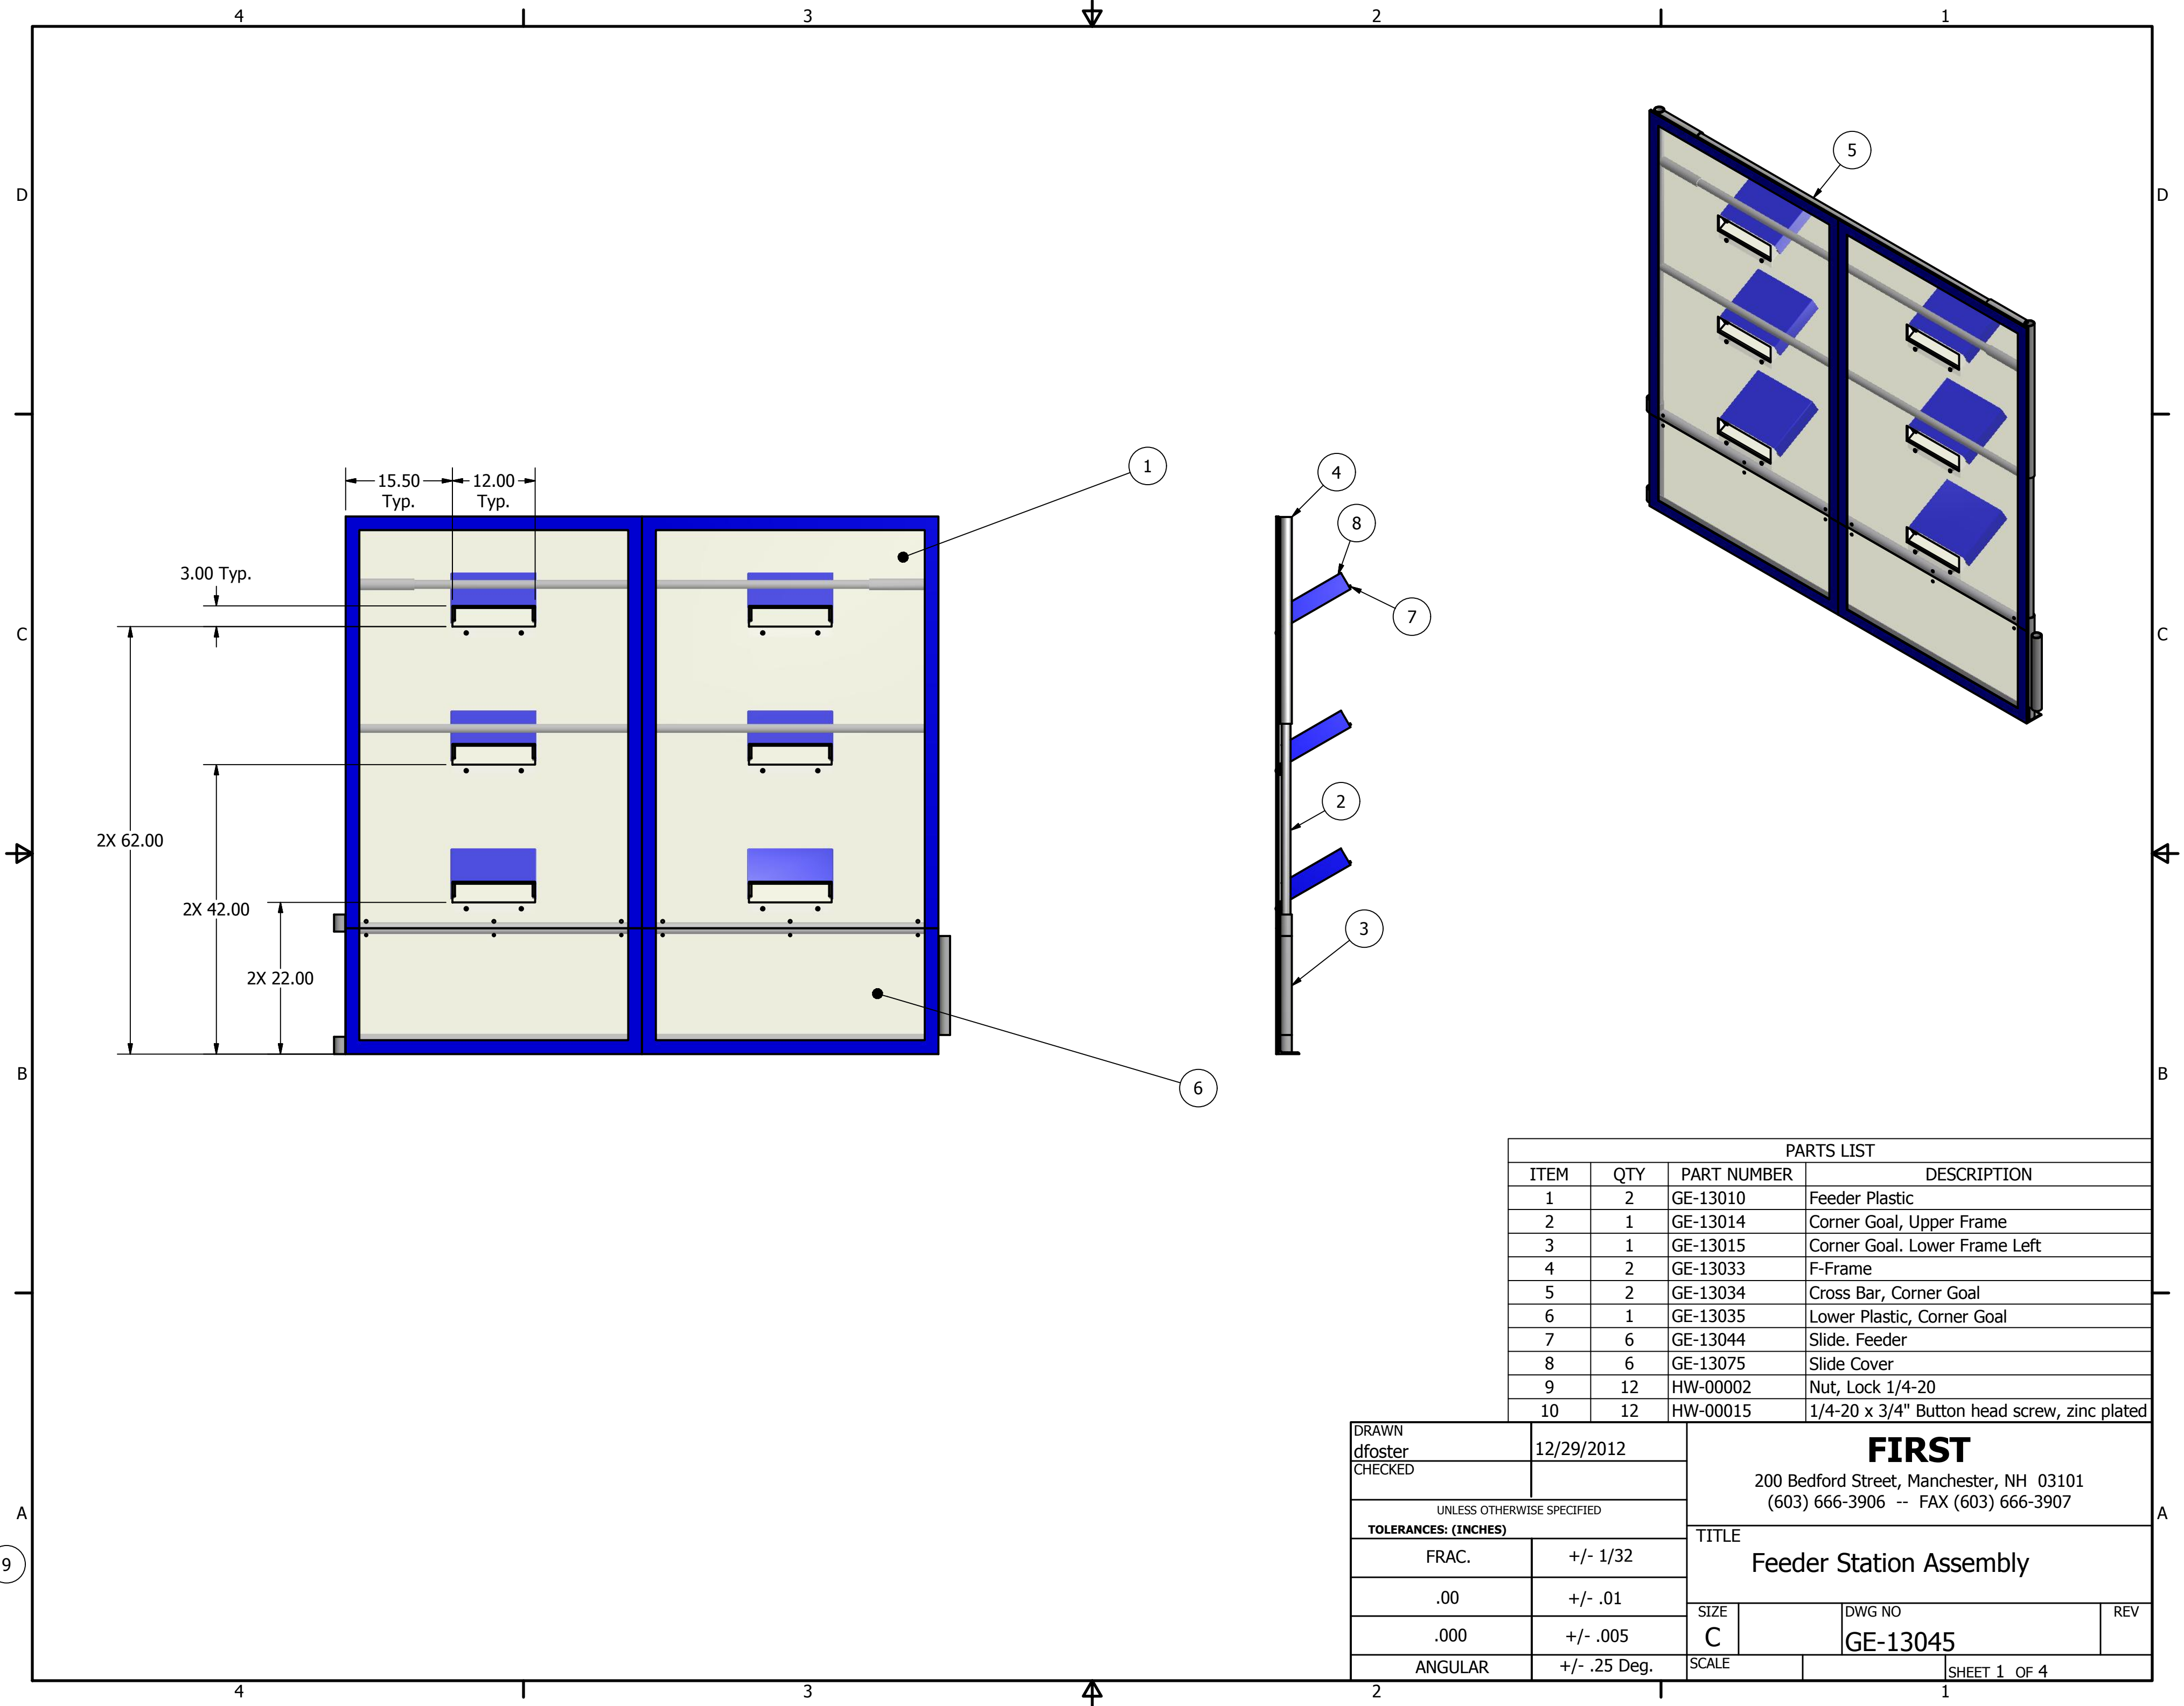 4 3 2 1
D D
C C
B B
A A
5
1
4
8
7
2
3
6
9
15.50
Typ.
12.00
Typ.
3.00 Typ.
2X 62.00
2X 42.00
2X 22.00
PARTS LIST
ITEM QTY PART NUMBER DESCRIPTION
1 2 GE-13010 Feeder Plastic
2 1 GE-13014 Corner Goal, Upper Frame
3 1 GE-13015 Corner Goal. Lower Frame Left
4 2 GE-13033 F-Frame
5 2 GE-13034 Cross Bar, Corner Goal
6 1 GE-13035 Lower Plastic, Corner Goal
7 6 GE-13044 Slide. Feeder
8 6 GE-13075 Slide Cover
9 12 HW-00002 Nut, Lock 1/4-20
10 12 HW-00015 1/4-20 x 3/4" Button head screw, zinc plated
DRAWN
dfoster 12/29/2012
CHECKED
UNLESS OTHERWISE SPECIFIED
TOLERANCES: (INCHES)
FRAC. +/- 1/32
.00 +/- .01
.000 +/- .005
ANGULAR +/- .25 Deg.
FIRST
200 Bedford Street, Manchester, NH 03101
(603) 666-3906 -- FAX (603) 666-3907
TITLE
Feeder Station Assembly
SIZE
C
DWG NO
GE-13045
REV
SCALE
SHEET 1 OF 4
4 3 2 1